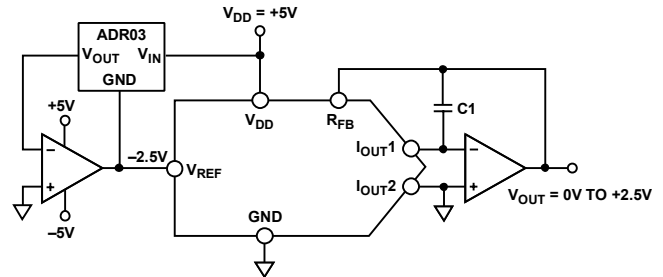 VDD = +5V
ADR03
VOUT VIN
GND
+5V
–2.5V
–
+
–5V
VREF
VDD
RFB
IOUT1
IOUT2
GND
C1
–
+
VOUT = 0V TO +2.5V